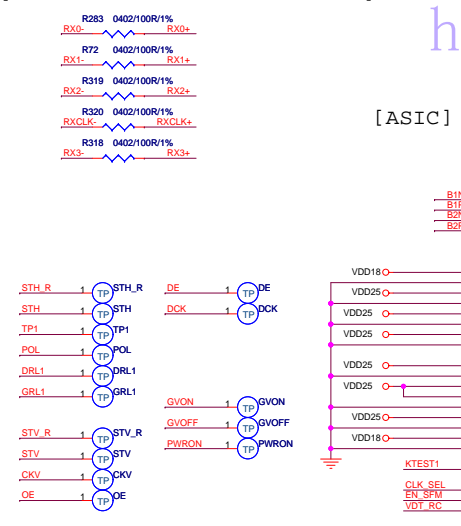 h
R283 0402/100R/1%
RX0- RX0+
R72 0402/100R/1%
RX1- RX1+
R319 0402/100R/1%
RX2- RX2+
R320 0402/100R/1%
RXCLK- RXCLK+
R318 0402/100R/1%
RX3- RX3+
[ASIC]
STH_R 1 TP STH_R
STH 1 TP STH
TP1 1 TP TP1
POL 1 TP POL
DRL1 1 TP DRL1
GRL1 1 TP GRL1
STV_R 1 TP STV_R
STV 1 TP STV
CKV 1 TP CKV
OE 1 TP OE
DE 1 TP DE
DCK 1 TP DCK
GVON 1 TP GVON
GVOFF 1 TP GVOFF
PWRON 1 TP PWRON
VDD18
VDD25
VDD25
VDD25
VDD25
VDD25
VDD25
VDD18
KTEST1
CLK_SEL
EN_SFM
VDT_RC